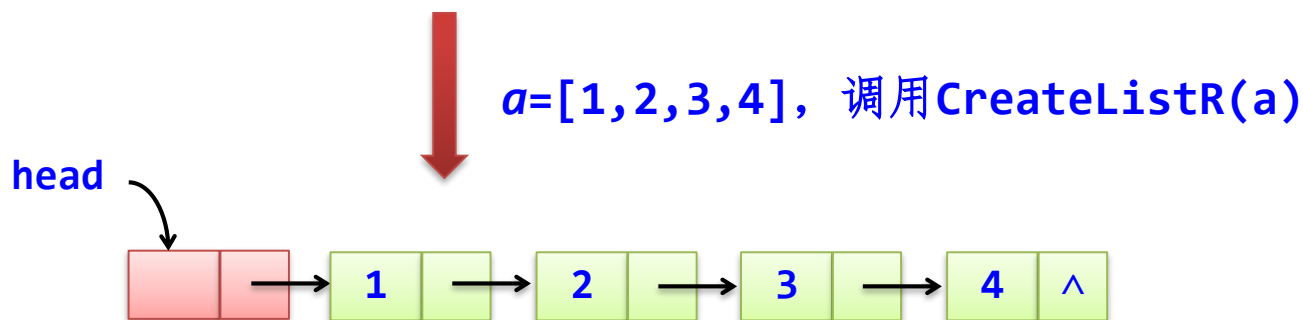 a=[1,2,3,4]，调用CreateListR(a)
head
1 2 3 4 ∧